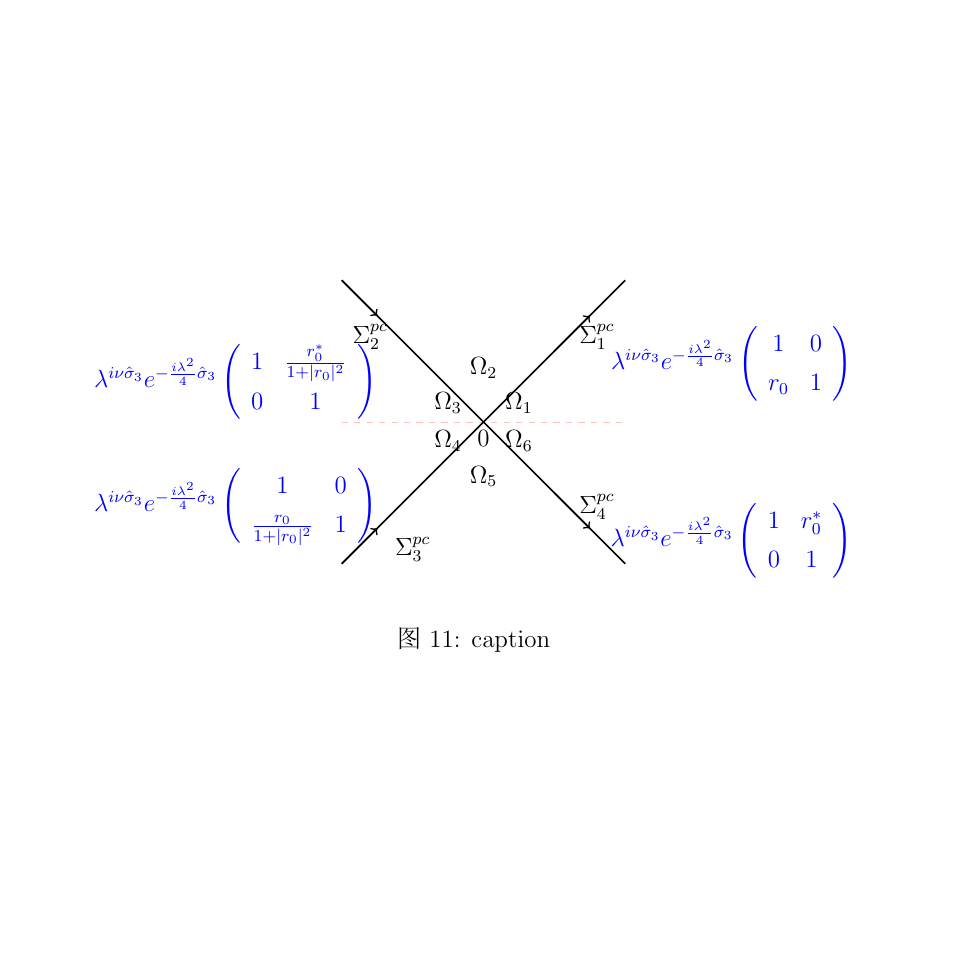 $\Sigma_2^{pc}$ $\Sigma_1^{pc}$
$\lambda^{i\nu\hat{\sigma}_3} e^{-\frac{i\lambda^2}{4}\hat{\sigma}_3} \begin{pmatrix} 1 & \frac{r_0^*}{1+|r_0|^2} \\ 0 & 1 \end{pmatrix}$ $\Omega_2$ $\lambda^{i\nu\hat{\sigma}_3} e^{-\frac{i\lambda^2}{4}\hat{\sigma}_3} \begin{pmatrix} 1 & 0 \\ r_0 & 1 \end{pmatrix}$
$\Omega_3$ $\Omega_1$
$\Omega_4$ 0 $\Omega_6$
$\Omega_5$
$\lambda^{i\nu\hat{\sigma}_3} e^{-\frac{i\lambda^2}{4}\hat{\sigma}_3} \begin{pmatrix} 1 & 0 \\ \frac{r_0}{1+|r_0|^2} & 1 \end{pmatrix}$ $\Sigma_4^{pc}$
$\Sigma_3^{pc}$ $\lambda^{i\nu\hat{\sigma}_3} e^{-\frac{i\lambda^2}{4}\hat{\sigma}_3} \begin{pmatrix} 1 & r_0^* \\ 0 & 1 \end{pmatrix}$
图 11: caption